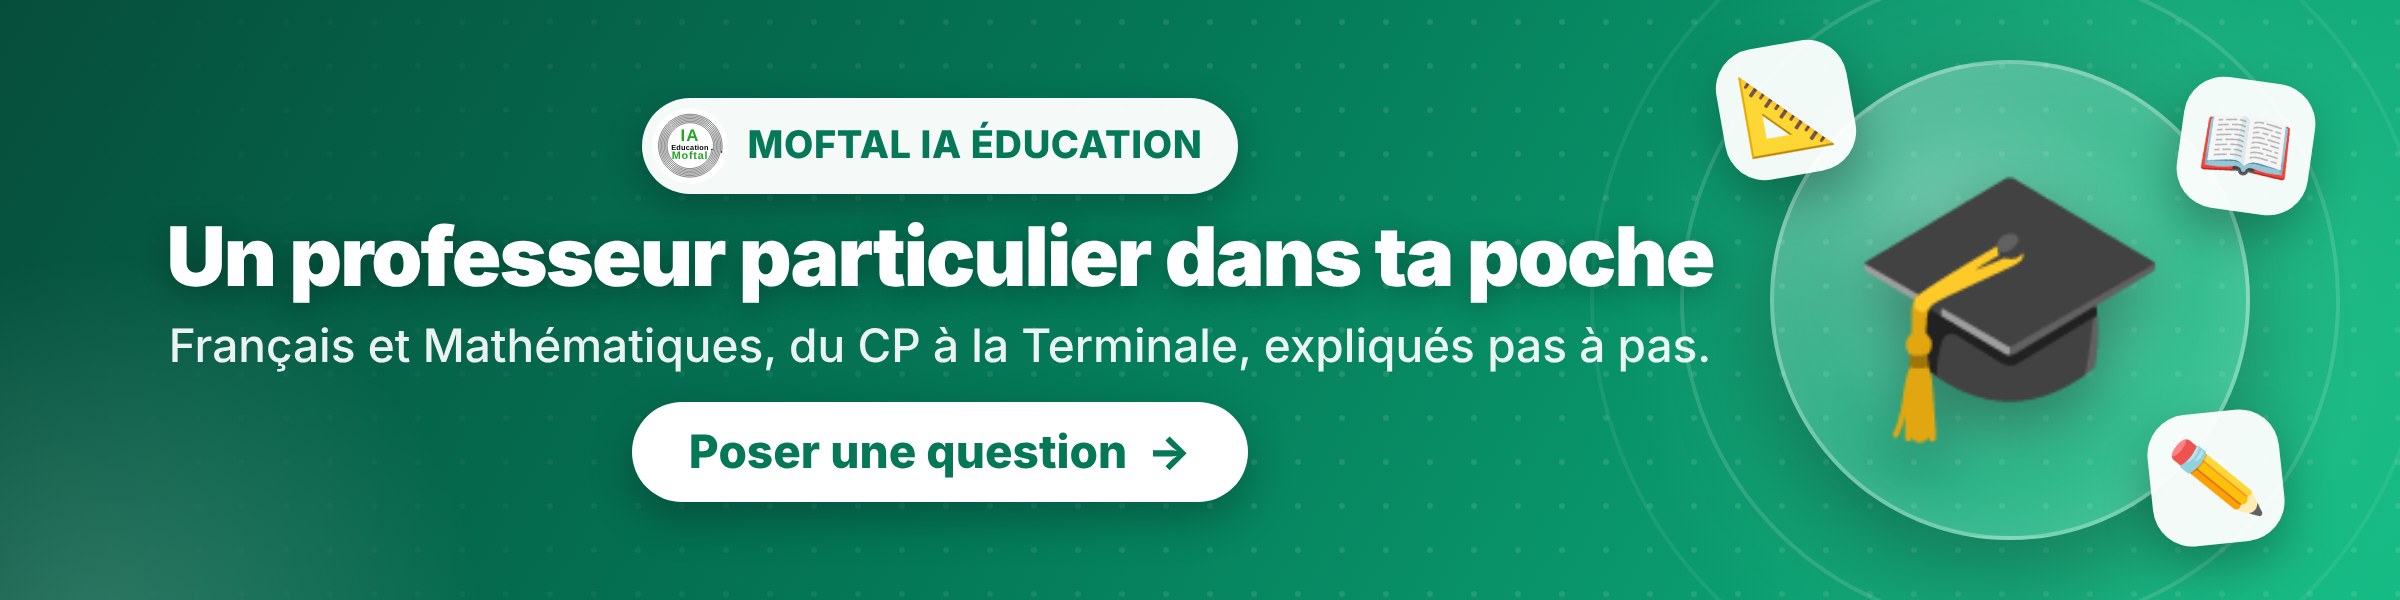 IA
Education
Moftal
MOFTAL IA ÉDUCATION
Un professeur particulier dans ta poche
Français et Mathématiques, du CP à la Terminale, expliqués pas à pas.
Poser une question →